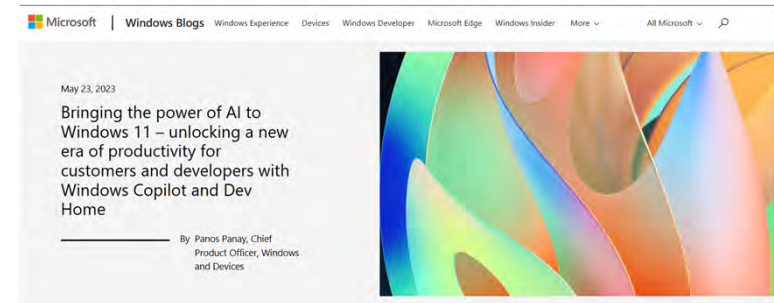 Microsoft | Windows Blogs Windows Experience Devices Windows Developer Microsoft Edge Windows Insider More All Microsoft
May 23, 2023
Bringing the power of AI to
Windows 11 – unlocking a new
era of productivity for
customers and developers with
Windows Copilot and Dev
Home
By Panos Panay, Chief
Product Officer, Windows
and Devices